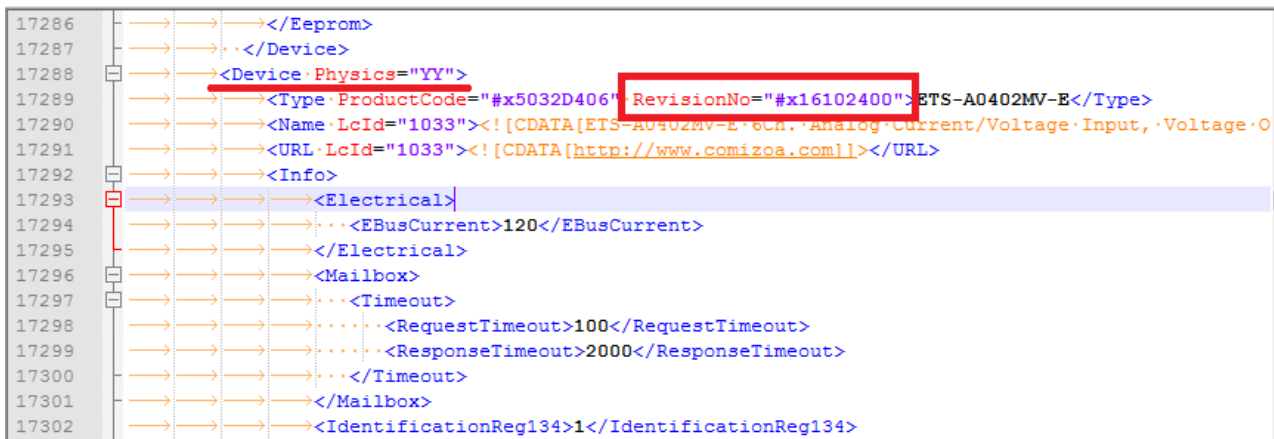 17286 </Eeprom>
17287 </Device>
17288 <Device Physics="YY">
17289 <Type ProductCode="#x5032D406" RevisionNo="#x16102400">ETS-A0402MV-E</Type>
17290 <Name LcId="1033"><![CDATA[ETS-A0402MV-E 6Ch. Analog Current/Voltage Input, Voltage O
17291 <URL LcId="1033"><![CDATA[http://www.comizoa.com]]></URL>
17292 <Info>
17293 <Electrical>
17294 <EBusCurrent>120</EBusCurrent>
17295 </Electrical>
17296 <Mailbox>
17297 <Timeout>
17298 <RequestTimeout>100</RequestTimeout>
17299 <ResponseTimeout>2000</ResponseTimeout>
17300 </Timeout>
17301 </Mailbox>
17302 <IdentificationReg134>1</IdentificationReg134>